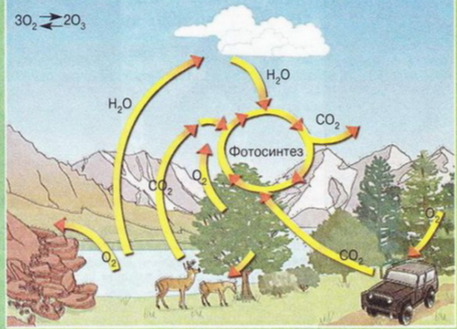 3O₂ ⇄ 2O₃
H₂O
H₂O
CO₂
Фотосинтез
CO₂
O₂
O₂
O₂
CO₂